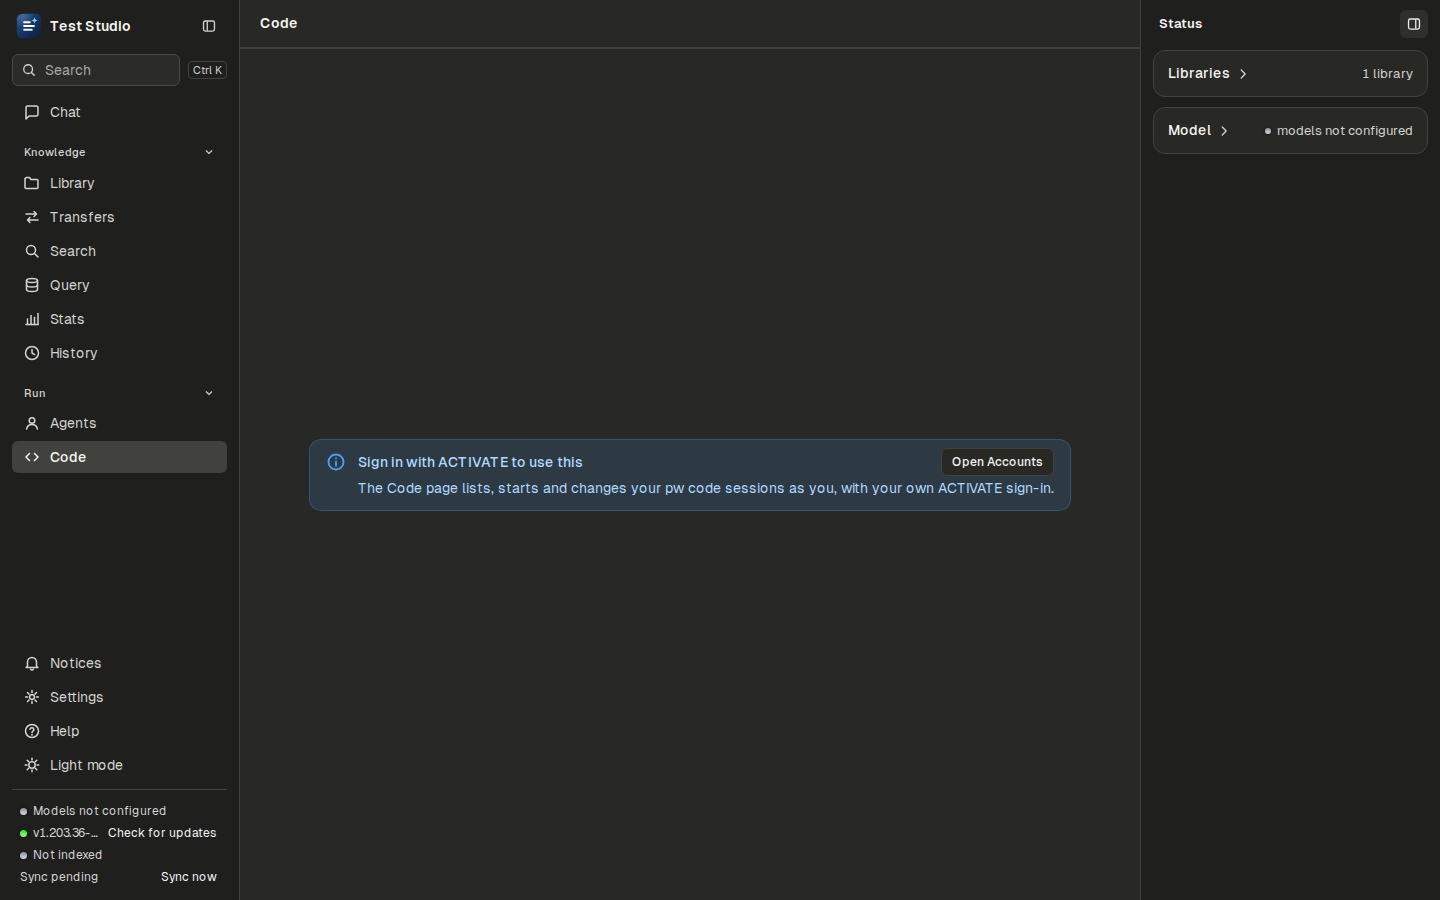 Test Studio
Search
Ctrl K
Chat
Knowledge
Library
Transfers
Search
Query
Stats
History
Run
Agents
Code
Notices
Settings
Help
Light mode
Models not configured
v1.203.36-… Check for updates
Not indexed
Sync pending Sync now
Code
Sign in with ACTIVATE to use this
Open Accounts
The Code page lists, starts and changes your pw code sessions as you, with your own ACTIVATE sign-in.
Status
Libraries 1 library
Model models not configured